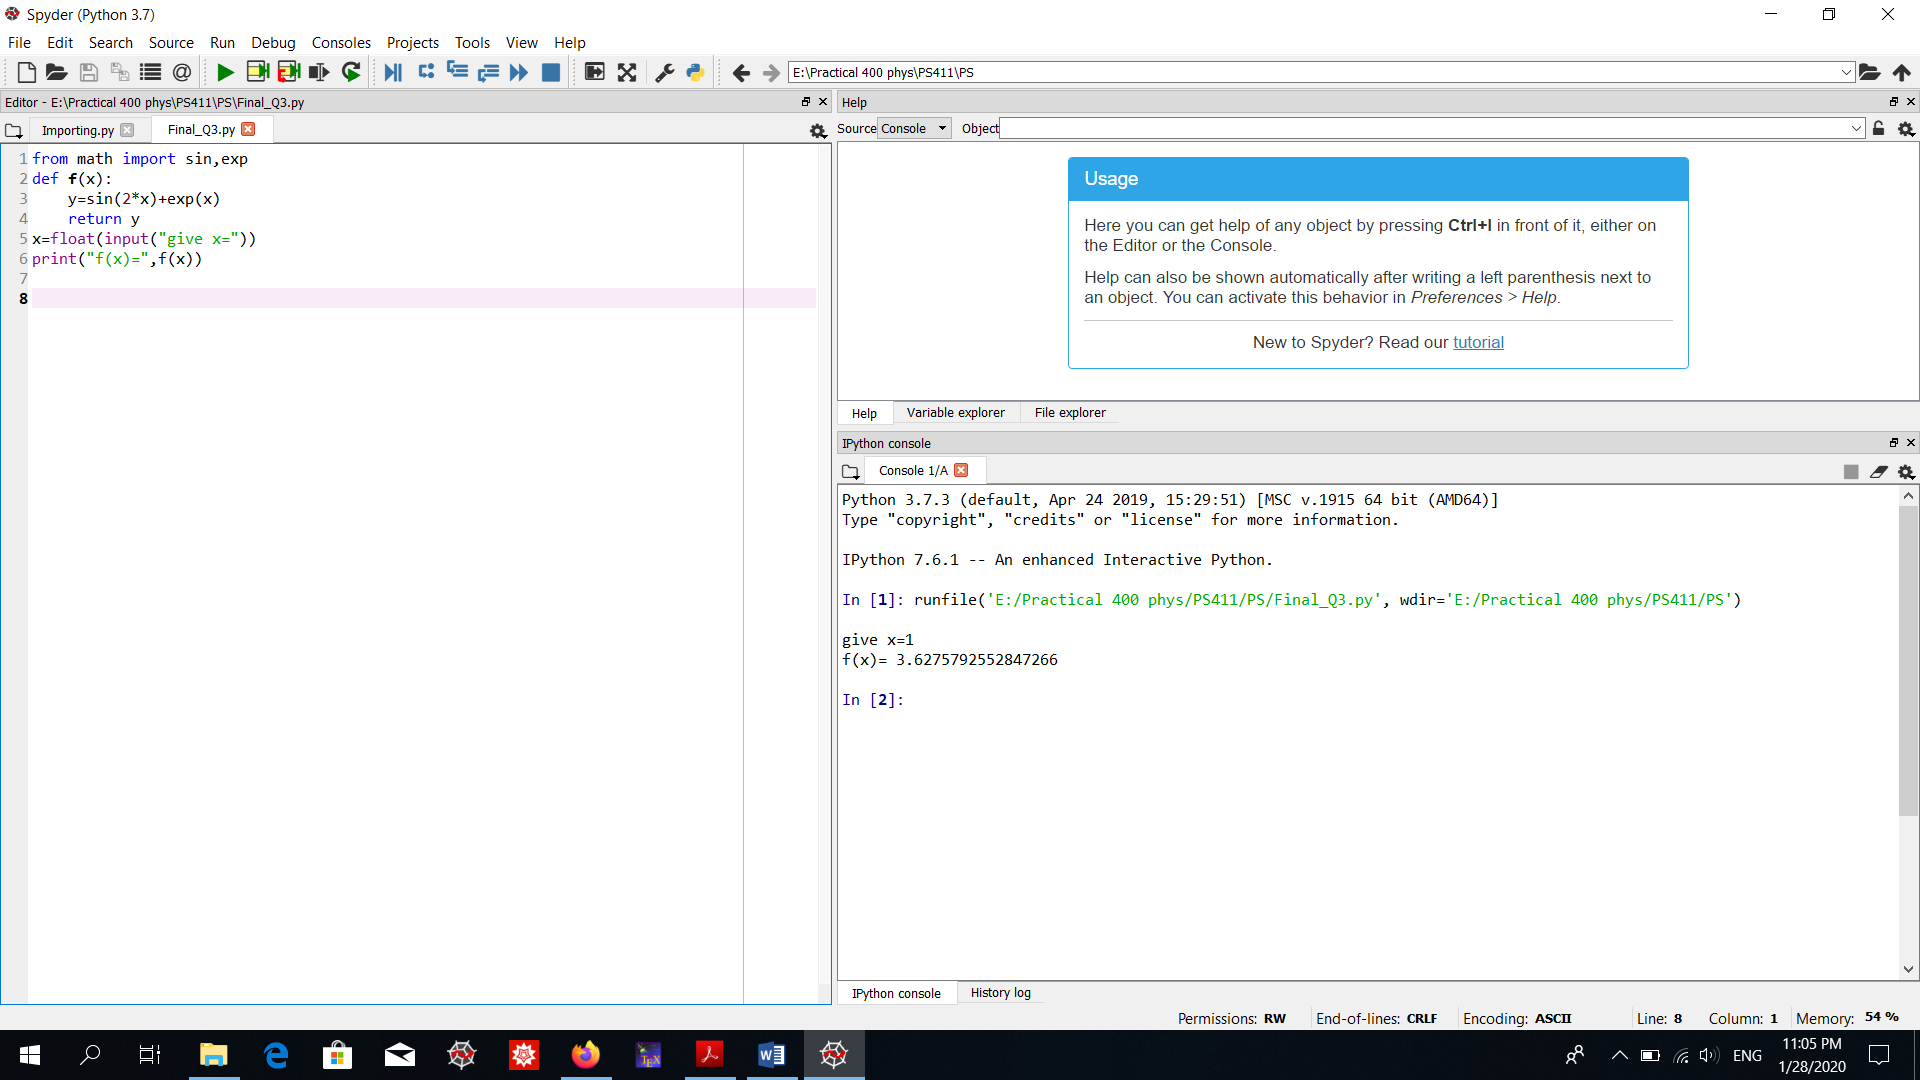 Spyder (Python 3.7)
File Edit Search Source Run Debug Consoles Projects Tools View Help
E:\Practical 400 phys\PS411\PS
Editor - E:\Practical 400 phys\PS411\PS\Final_Q3.py
Importing.py Final_Q3.py
1 from math import sin,exp
2 def f(x):
3     y=sin(2*x)+exp(x)
4     return y
5 x=float(input("give x="))
6 print("f(x)=",f(x))
7
8
Help
Source Console Object
Usage
Here you can get help of any object by pressing Ctrl+I in front of it, either on
the Editor or the Console.
Help can also be shown automatically after writing a left parenthesis next to
an object. You can activate this behavior in Preferences > Help.
New to Spyder? Read our tutorial
Help Variable explorer File explorer
IPython console
Console 1/A
Python 3.7.3 (default, Apr 24 2019, 15:29:51) [MSC v.1915 64 bit (AMD64)]
Type "copyright", "credits" or "license" for more information.
IPython 7.6.1 -- An enhanced Interactive Python.
In [1]: runfile('E:/Practical 400 phys/PS411/PS/Final_Q3.py', wdir='E:/Practical 400 phys/PS411/PS')
give x=1
f(x)= 3.6275792552847266
In [2]:
IPython console History log
Permissions: RW End-of-lines: CRLF Encoding: ASCII Line: 8 Column: 1 Memory: 54 %
TEX
ENG
11:05 PM
1/28/2020